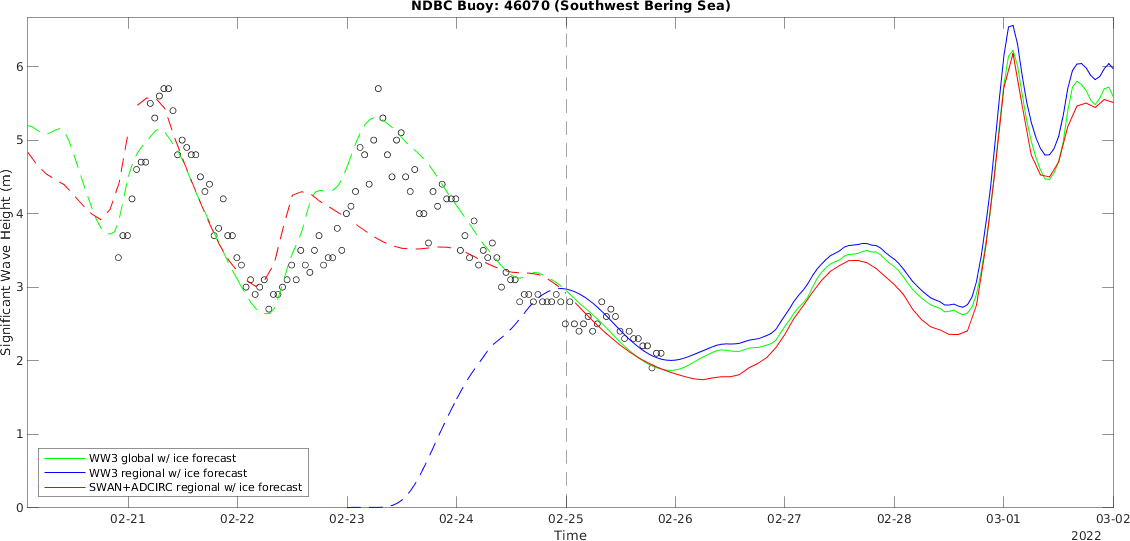 NDBC Buoy: 46070 (Southwest Bering Sea)
Significant Wave Height (m)
6
5
4
3
2
1
0
WW3 global w/ ice forecast
WW3 regional w/ ice forecast
SWAN+ADCIRC regional w/ ice forecast
02-21 02-22 02-23 02-24 02-25 02-26 02-27 02-28 03-01 03-02
Time
2022